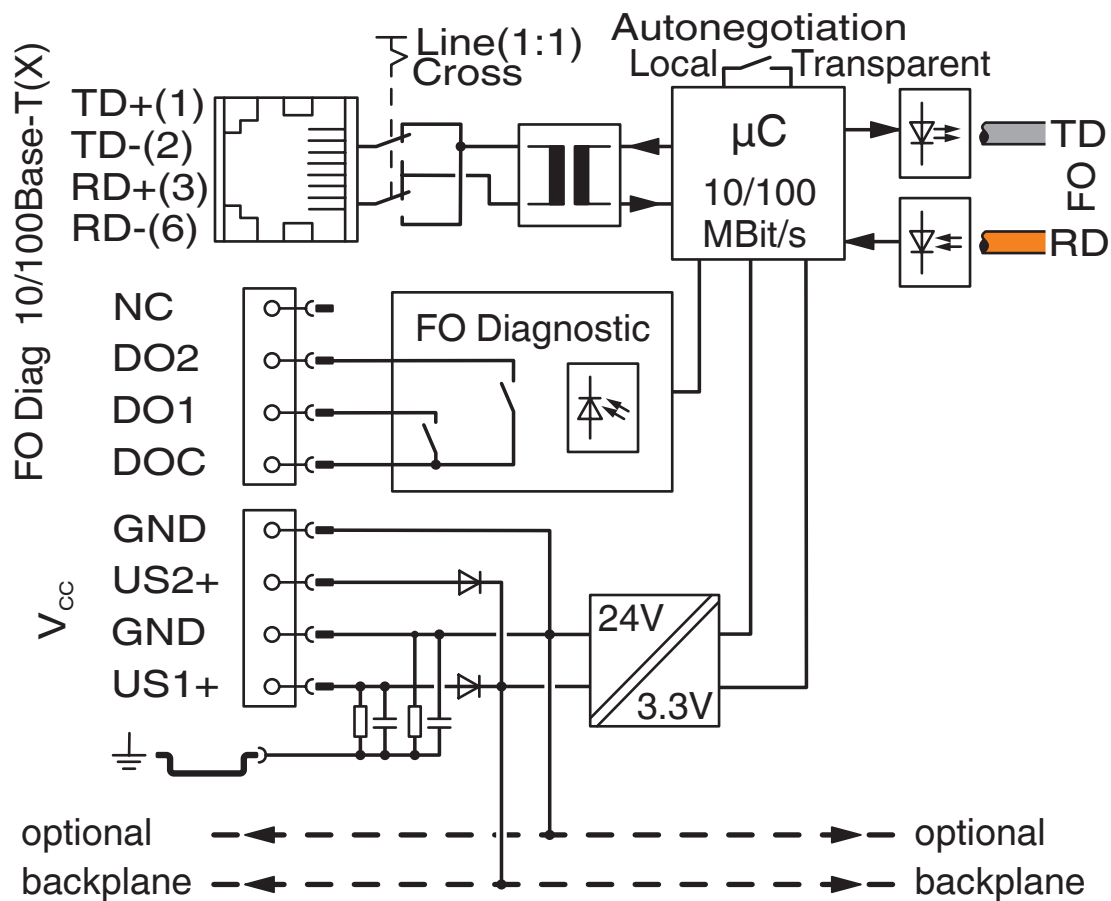 FO Diag 10/100Base-T(X)
Line(1:1)
Cross
Autonegotiation
Local Transparent
TD+(1)
TD-(2)
RD+(3)
RD-(6)
µC
10/100
MBit/s
TD
FO
RD
NC
DO2
DO1
DOC
FO Diagnostic
VCC
GND
US2+
GND
US1+
24V
3.3V
optional optional
backplane backplane